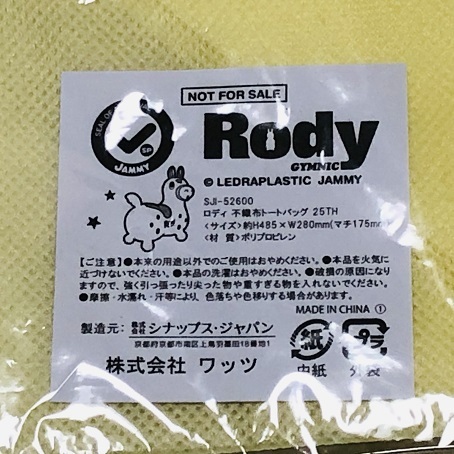 NOT FOR SALE
SEAL OF
SP
JAMMY
Rody
GYMNIC
© LEDRAPLASTIC JAMMY
SJI-52600
ロディ 不織布トートバッグ 25TH
〈サイズ〉約H485×W280mm(マチ175mm
〈材 質〉ポリプロピレン
【ご注意】●本来の用途以外でのご使用はおやめください。●本品を火気に
近づけないでください。●本品の洗濯はおやめください。●破損の原因になり
ますので、強く引っ張ったり尖った物や重すぎる物を入れないでください。
●摩擦・水濡れ・汗等により、色落ちや色移りする場合があります。
MADE IN CHINA ①
製造元: 株式会社 シナップス・ジャパン
京都府京都市南区上鳥羽菱田18番地1
株式会社 ワッツ
紙 プラ
内紙 外装